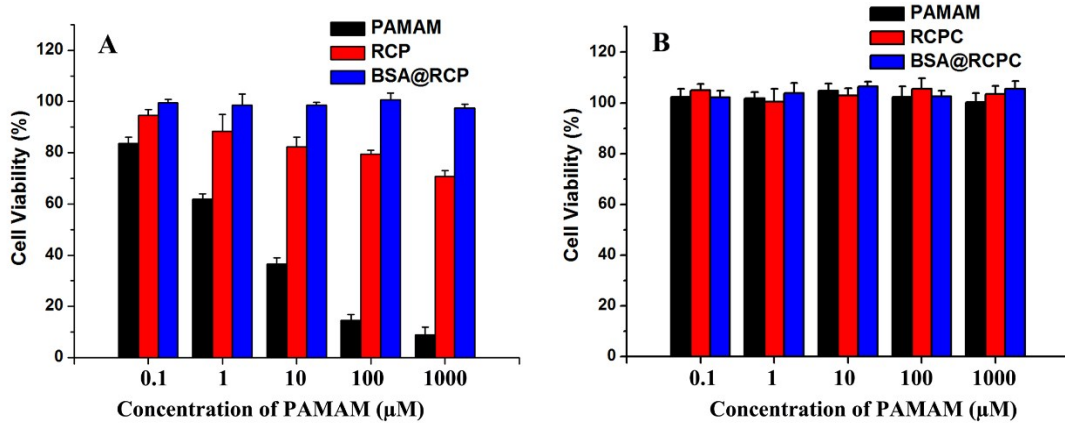 A
PAMAM
RCP
BSA@RCP
Cell Viability (%)
120
100
80
60
40
20
0
0.1 1 10 100 1000
Concentration of PAMAM (µM)
B
PAMAM
RCPC
BSA@RCPC
Cell Viability (%)
120
100
80
60
40
20
0
0.1 1 10 100 1000
Concentration of PAMAM (µM)